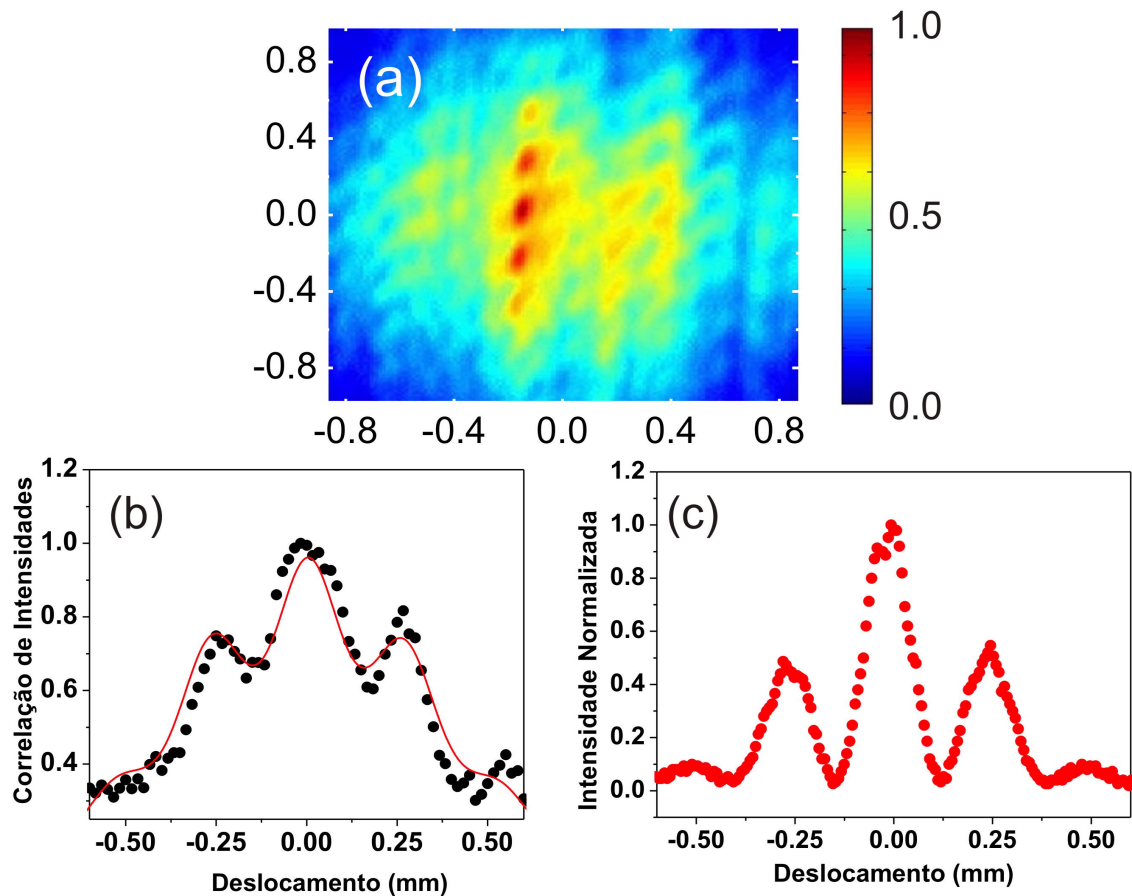 (a)
0.8
0.4
0.0
-0.4
-0.8
-0.8 -0.4 0.0 0.4 0.8
1.0
0.5
0.0
(b)
Correlação de Intensidades
1.2
1.0
0.8
0.6
0.4
-0.50 -0.25 0.00 0.25 0.50
Deslocamento (mm)
(c)
Intensidade Normalizada
1.2
1.0
0.8
0.6
0.4
0.2
0.0
-0.50 -0.25 0.00 0.25 0.50
Deslocamento (mm)